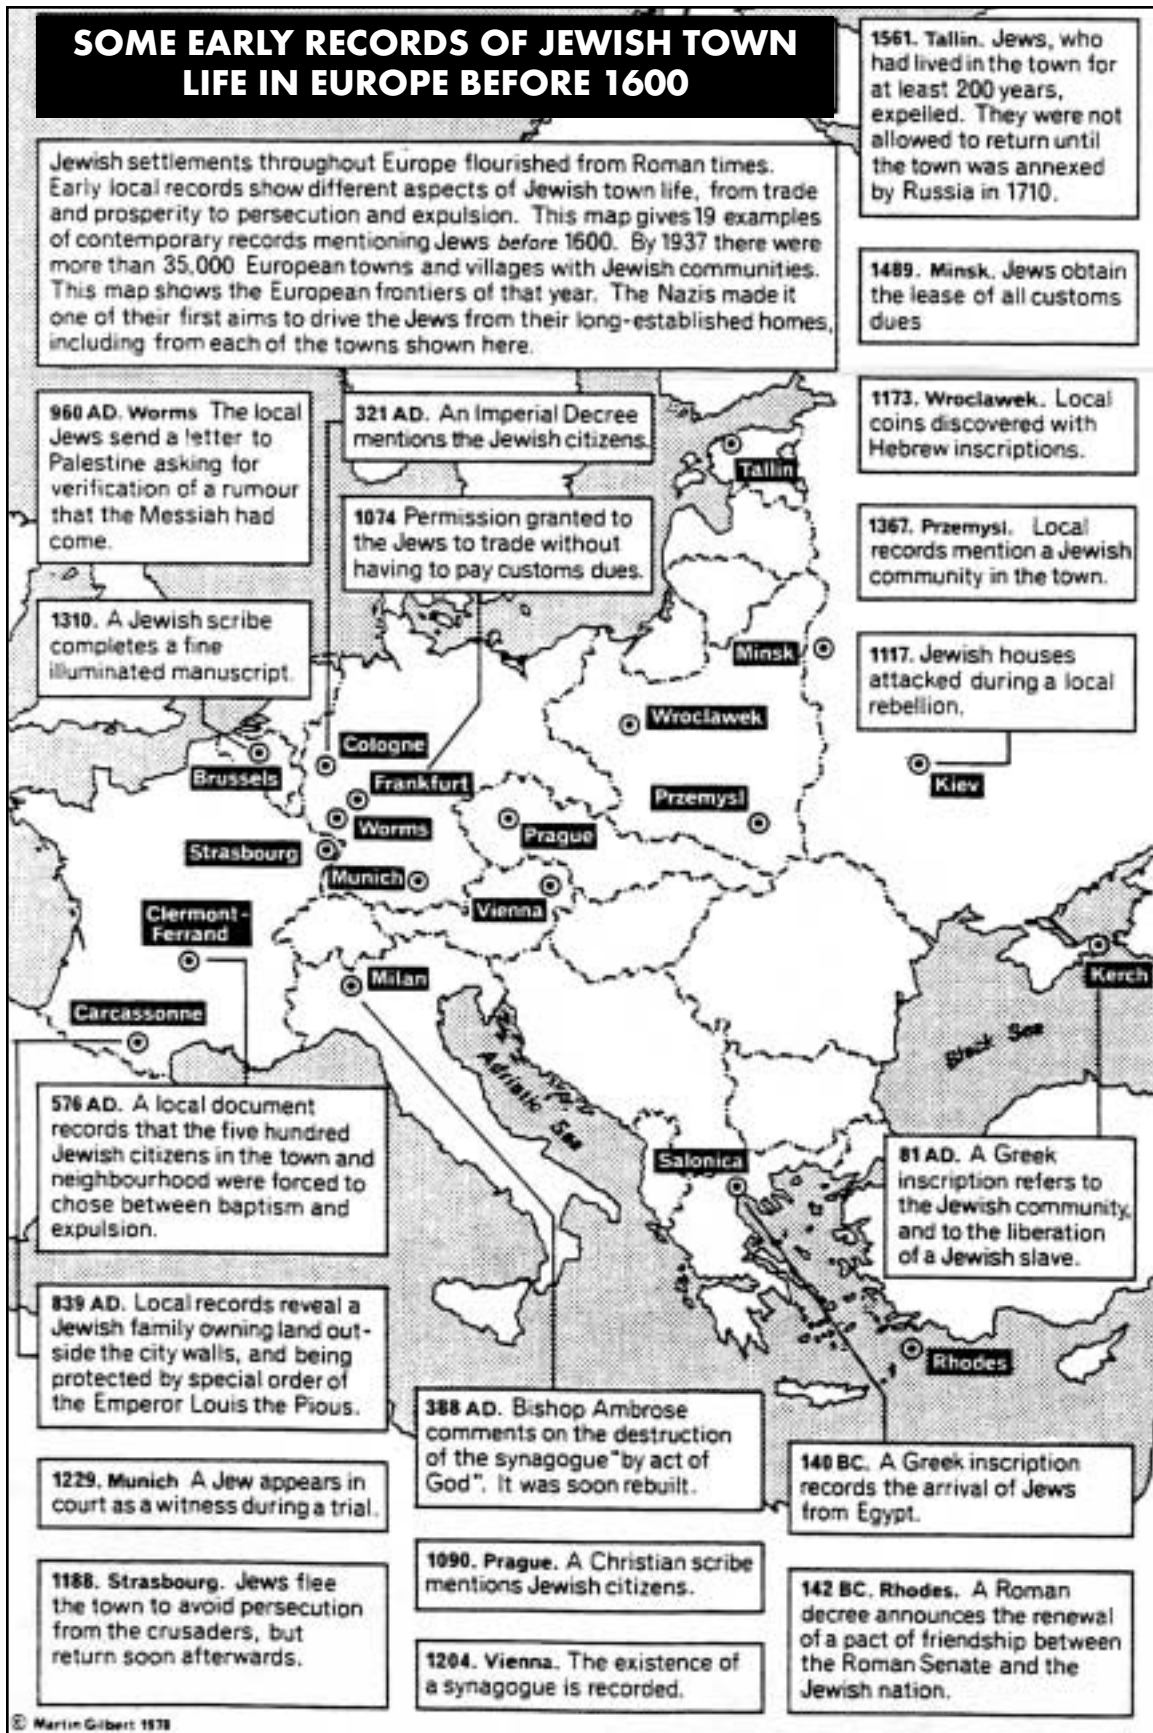 SOME EARLY RECORDS OF JEWISH TOWN
LIFE IN EUROPE BEFORE 1600
Jewish settlements throughout Europe flourished from Roman times.
Early local records show different aspects of Jewish town life, from trade
and prosperity to persecution and expulsion. This map gives 19 examples
of contemporary records mentioning Jews before 1600. By 1937 there were
more than 35,000 European towns and villages with Jewish communities.
This map shows the European frontiers of that year. The Nazis made it
one of their first aims to drive the Jews from their long-established homes,
including from each of the towns shown here.
1561. Tallin. Jews, who
had lived in the town for
at least 200 years,
expelled. They were not
allowed to return until
the town was annexed
by Russia in 1710.
1489. Minsk. Jews obtain
the lease of all customs
dues
960 AD. Worms The local
Jews send a letter to
Palestine asking for
verification of a rumour
that the Messiah had
come.
321 AD. An Imperial Decree
mentions the Jewish citizens.
1173. Wroclawek. Local
coins discovered with
Hebrew inscriptions.
1074 Permission granted to
the Jews to trade without
having to pay customs dues.
1367. Przemysl. Local
records mention a Jewish
community in the town.
1310. A Jewish scribe
completes a fine
illuminated manuscript.
1117. Jewish houses
attacked during a local
rebellion.
Tallin
Minsk
Wroclawek
Cologne
Brussels
Frankfurt
Kiev
Przemysl
Worms
Prague
Strasbourg
Munich
Vienna
Clermont-
Ferrand
Milan
Kerch
Carcassonne
Black Sea
Adriatic Sea
Salonica
Rhodes
576 AD. A local document
records that the five hundred
Jewish citizens in the town and
neighbourhood were forced to
chose between baptism and
expulsion.
81 AD. A Greek
inscription refers to
the Jewish community,
and to the liberation
of a Jewish slave.
839 AD. Local records reveal a
Jewish family owning land out-
side the city walls, and being
protected by special order of
the Emperor Louis the Pious.
388 AD. Bishop Ambrose
comments on the destruction
of the synagogue "by act of
God". It was soon rebuilt.
140 BC. A Greek inscription
records the arrival of Jews
from Egypt.
1229. Munich A Jew appears in
court as a witness during a trial.
1090. Prague. A Christian scribe
mentions Jewish citizens.
1188. Strasbourg. Jews flee
the town to avoid persecution
from the crusaders, but
return soon afterwards.
142 BC. Rhodes. A Roman
decree announces the renewal
of a pact of friendship between
the Roman Senate and the
Jewish nation.
1204. Vienna. The existence of
a synagogue is recorded.
© Martin Gilbert 1978